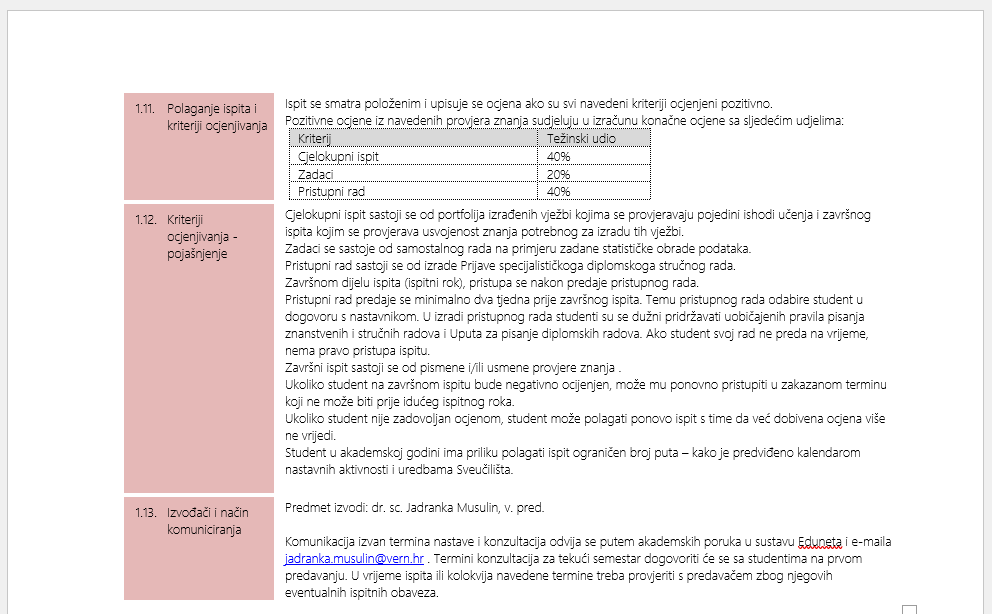 1.11. Polaganje ispita i
kriteriji ocjenjivanja
Ispit se smatra položenim i upisuje se ocjena ako su svi navedeni kriteriji ocjenjeni pozitivno.
Pozitivne ocjene iz navedenih provjera znanja sudjeluju u izračunu konačne ocjene sa sljedećim udjelima:
Kriterij Težinski udio
Cjelokupni ispit 40%
Zadaci 20%
Pristupni rad 40%
1.12. Kriteriji
ocjenjivanja -
pojašnjenje
Cjelokupni ispit sastoji se od portfolija izrađenih vježbi kojima se provjeravaju pojedini ishodi učenja i završnog
ispita kojim se provjerava usvojenost znanja potrebnog za izradu tih vježbi.
Zadaci se sastoje od samostalnog rada na primjeru zadane statističke obrade podataka.
Pristupni rad sastoji se od izrade Prijave specijalističkoga diplomskoga stručnog rada.
Završnom dijelu ispita (ispitni rok), pristupa se nakon predaje pristupnog rada.
Pristupni rad predaje se minimalno dva tjedna prije završnog ispita. Temu pristupnog rada odabire student u
dogovoru s nastavnikom. U izradi pristupnog rada studenti su se dužni pridržavati uobičajenih pravila pisanja
znanstvenih i stručnih radova i Uputa za pisanje diplomskih radova. Ako student svoj rad ne preda na vrijeme,
nema pravo pristupa ispitu.
Završni ispit sastoji se od pismene i/ili usmene provjere znanja .
Ukoliko student na završnom ispitu bude negativno ocijenjen, može mu ponovno pristupiti u zakazanom terminu
koji ne može biti prije idućeg ispitnog roka.
Ukoliko student nije zadovoljan ocjenom, student može polagati ponovo ispit s time da već dobivena ocjena više
ne vrijedi.
Student u akademskoj godini ima priliku polagati ispit ograničen broj puta – kako je predviđeno kalendarom
nastavnih aktivnosti i uredbama Sveučilišta.
1.13. Izvođači i način
komuniciranja
Predmet izvodi: dr. sc. Jadranka Musulin, v. pred.
Komunikacija izvan termina nastave i konzultacija odvija se putem akademskih poruka u sustavu Eduneta i e-maila
jadranka.musulin@vern.hr . Termini konzultacija za tekući semestar dogovoriti će se sa studentima na prvom
predavanju. U vrijeme ispita ili kolokvija navedene termine treba provjeriti s predavačem zbog njegovih
eventualnih ispitnih obaveza.